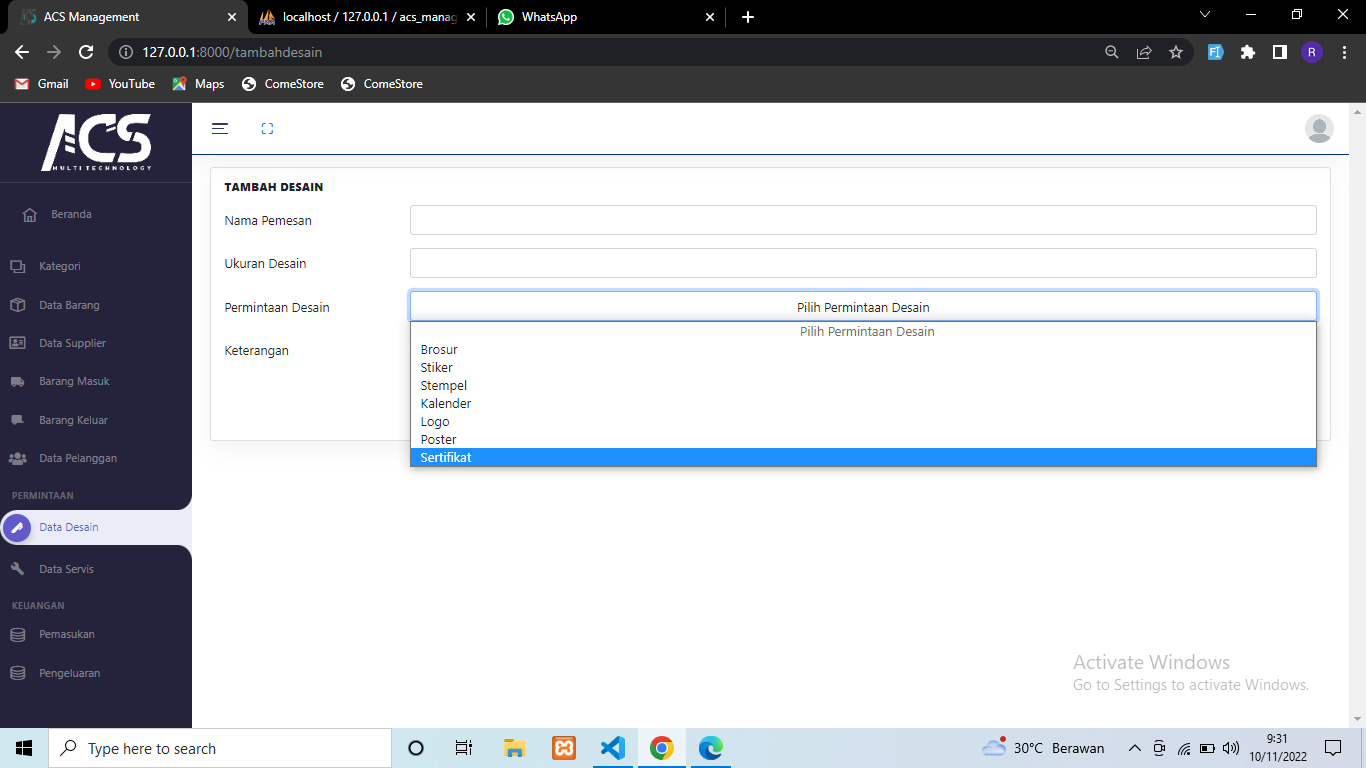 ACS Management
localhost / 127.0.0.1 / acs_manag
WhatsApp
127.0.0.1:8000/tambahdesain
R
Gmail
YouTube
Maps
ComeStore
ComeStore
ACS
MULTI TECHNOLOGY
Beranda
Kategori
Data Barang
Data Supplier
Barang Masuk
Barang Keluar
Data Pelanggan
PERMINTAAN
Data Desain
Data Servis
KEUANGAN
Pemasukan
Pengeluaran
TAMBAH DESAIN
Nama Pemesan
Ukuran Desain
Permintaan Desain
Pilih Permintaan Desain
Pilih Permintaan Desain
Keterangan
Brosur
Stiker
Stempel
Kalender
Logo
Poster
Sertifikat
Activate Windows
Go to Settings to activate Windows.
Type here to search
30°C Berawan
9:31
10/11/2022